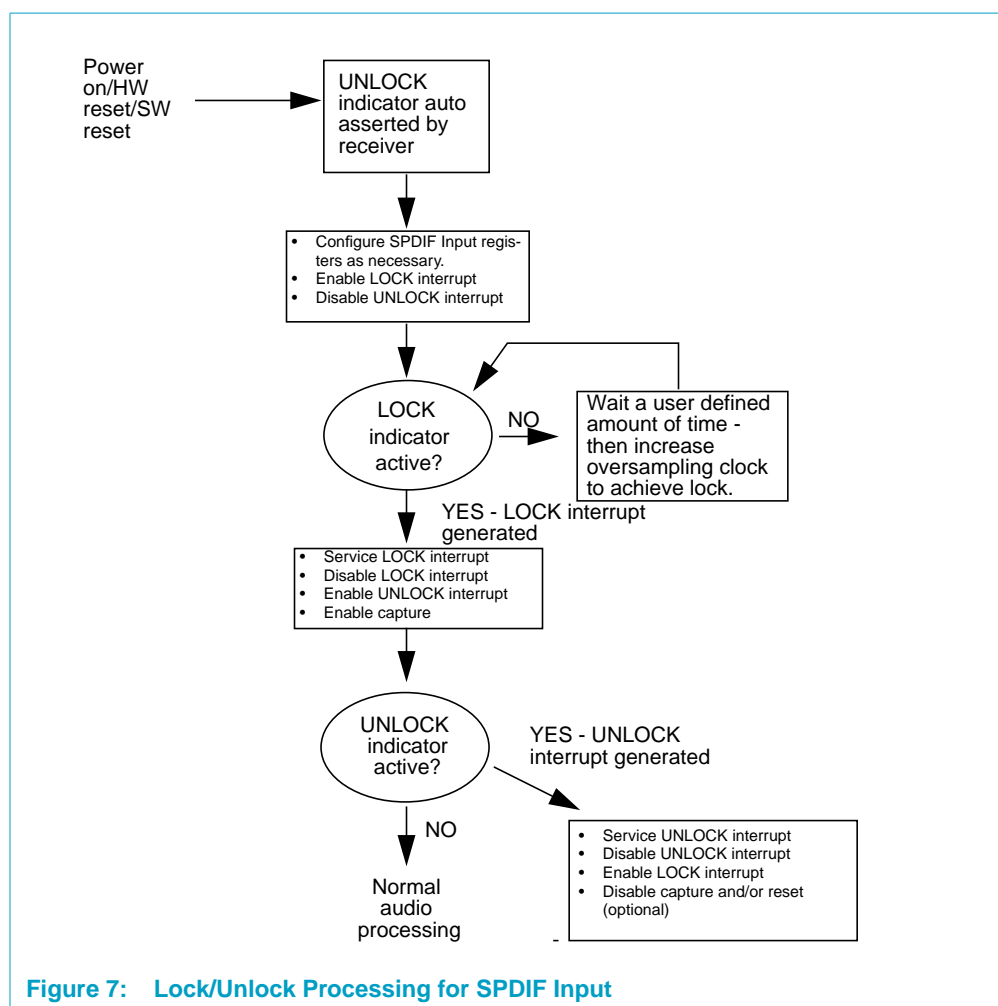 Power
on/HW
reset/SW
reset
UNLOCK
indicator auto
asserted by
receiver
• Configure SPDIF Input regis-
ters as necessary.
• Enable LOCK interrupt
• Disable UNLOCK interrupt
LOCK
indicator
active?
NO
Wait a user defined
amount of time -
then increase
oversampling clock
to achieve lock.
YES - LOCK interrupt
generated
• Service LOCK interrupt
• Disable LOCK interrupt
• Enable UNLOCK interrupt
• Enable capture
UNLOCK
indicator
active?
YES - UNLOCK
interrupt generated
NO
• Service UNLOCK interrupt
• Disable UNLOCK interrupt
• Enable LOCK interrupt
• Disable capture and/or reset
(optional)
Normal
audio
processing
-
Figure 7: Lock/Unlock Processing for SPDIF Input